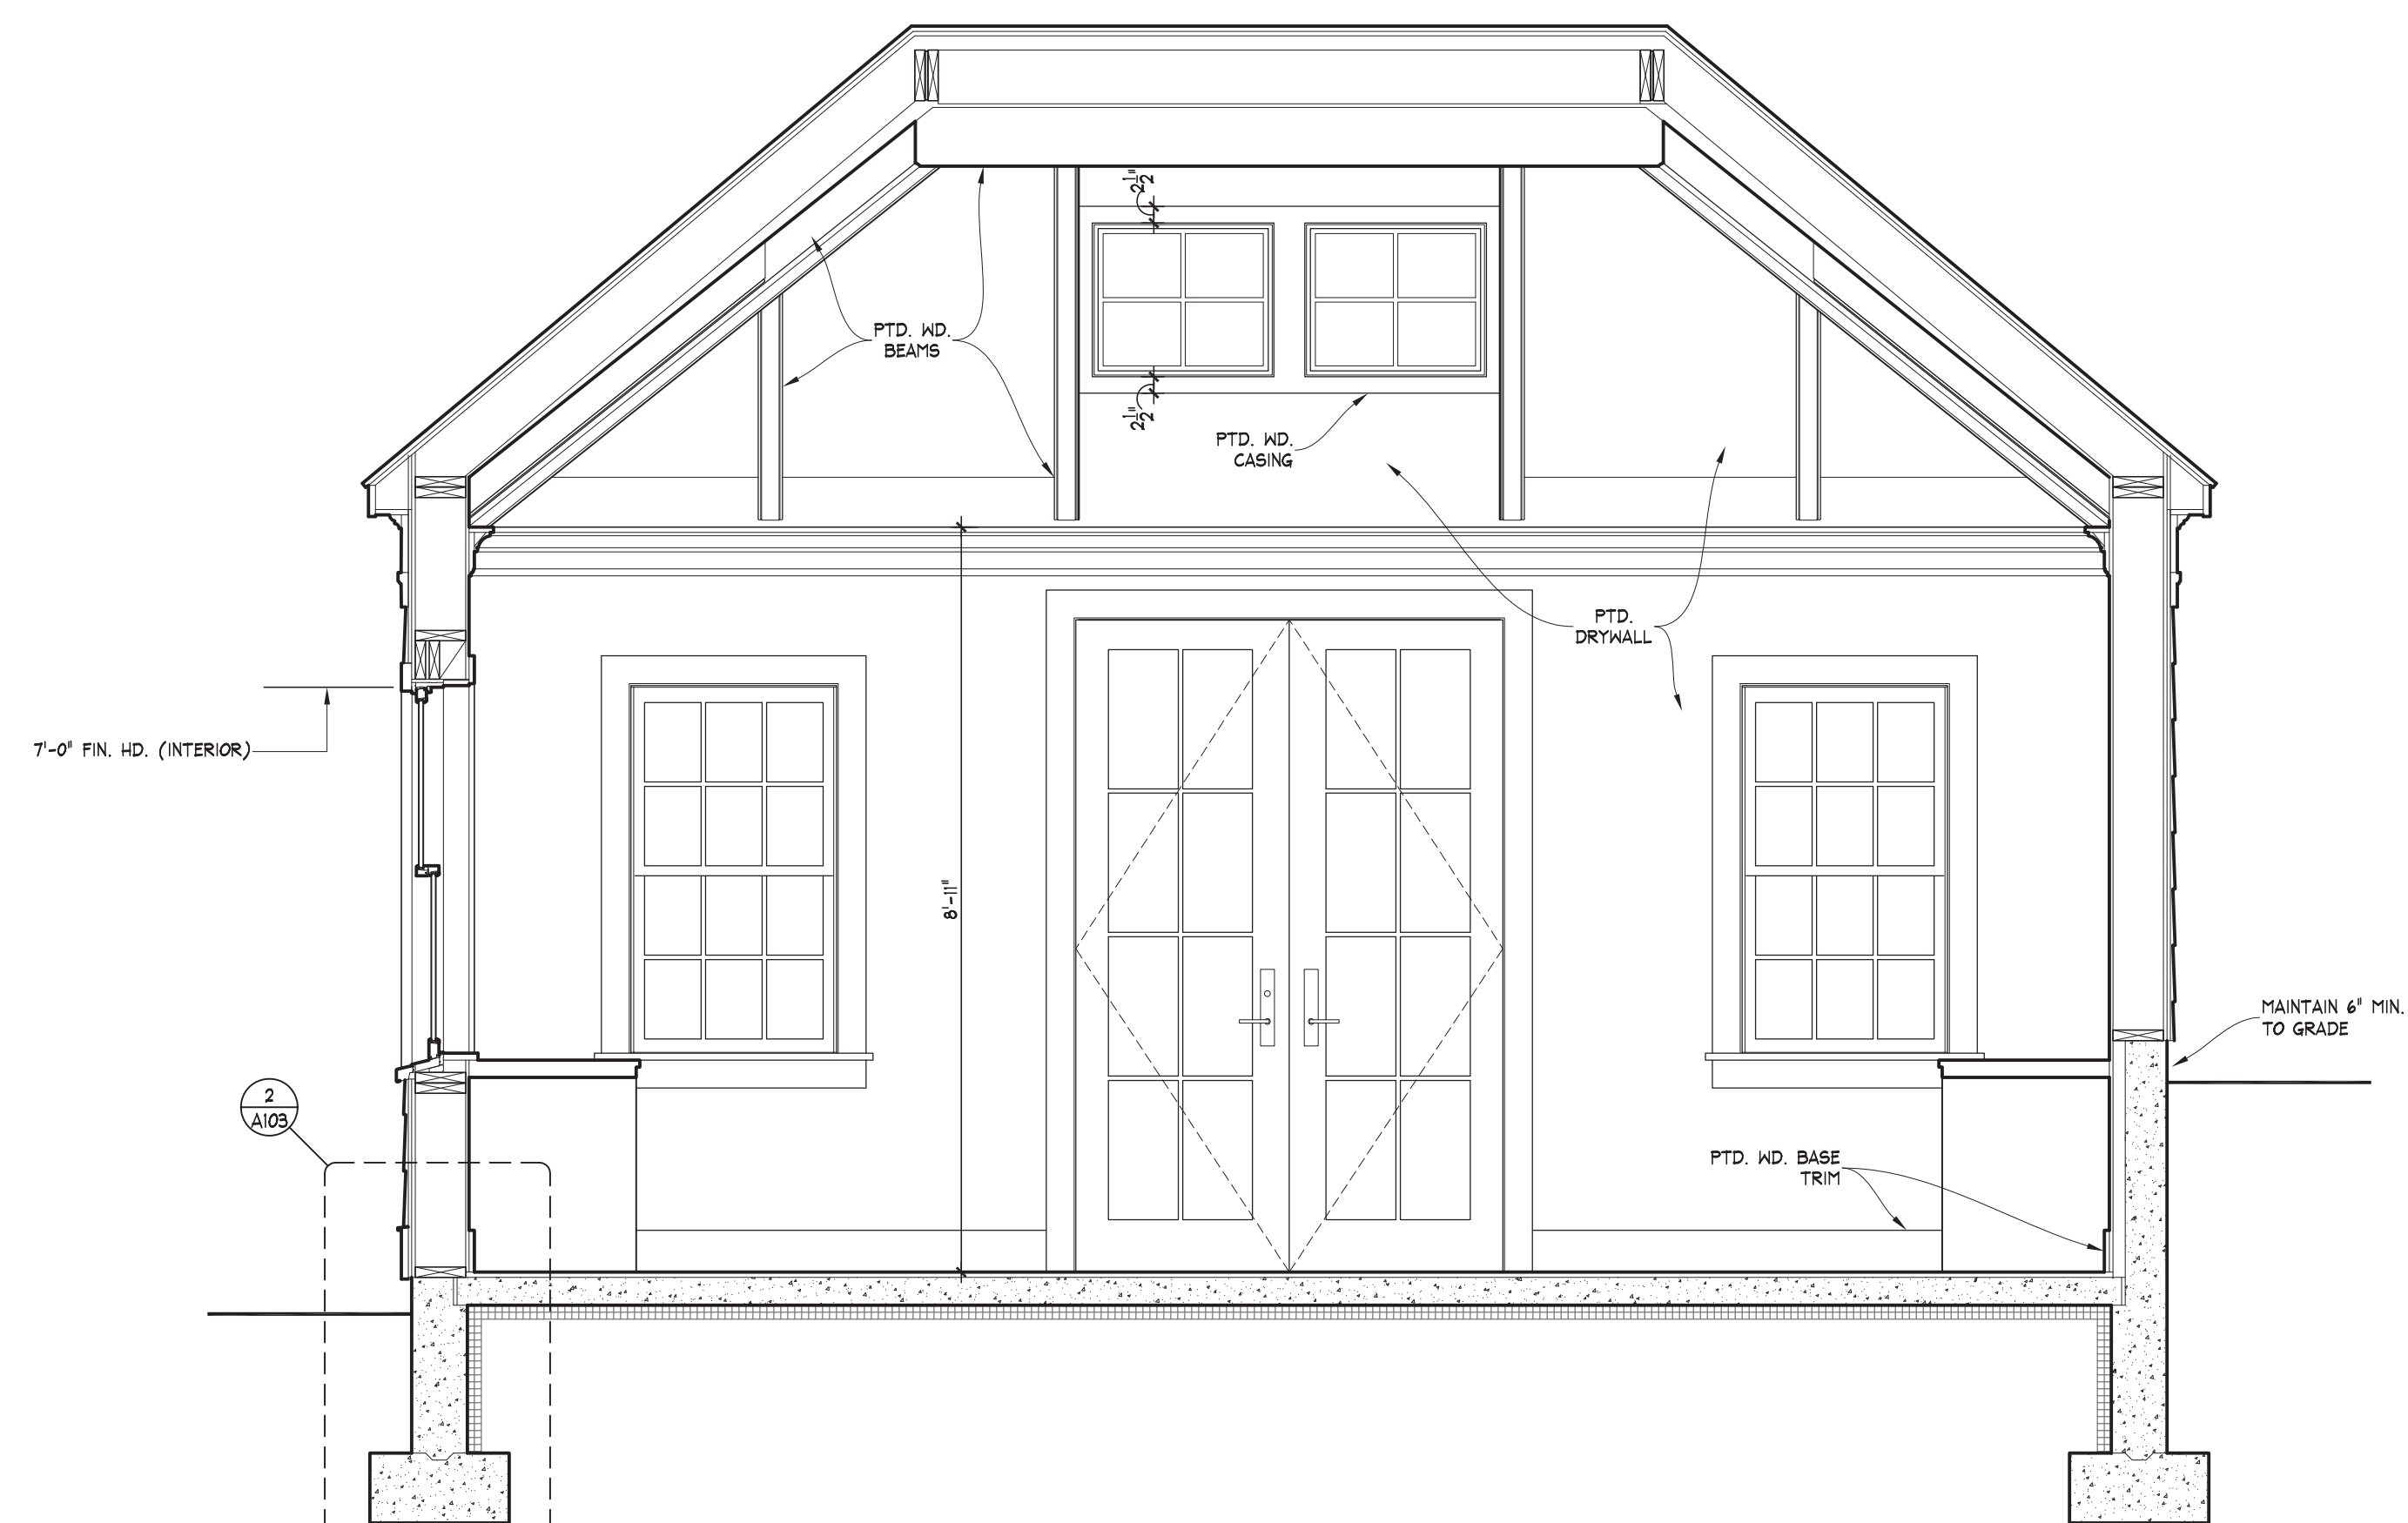 2½"
PTD. WD.
BEAMS
2½"
PTD. WD.
CASING
PTD.
DRYWALL
7'-0" FIN. HD. (INTERIOR)
8'-11"
MAINTAIN 6" MIN.
TO GRADE
2
A103
PTD. WD. BASE
TRIM